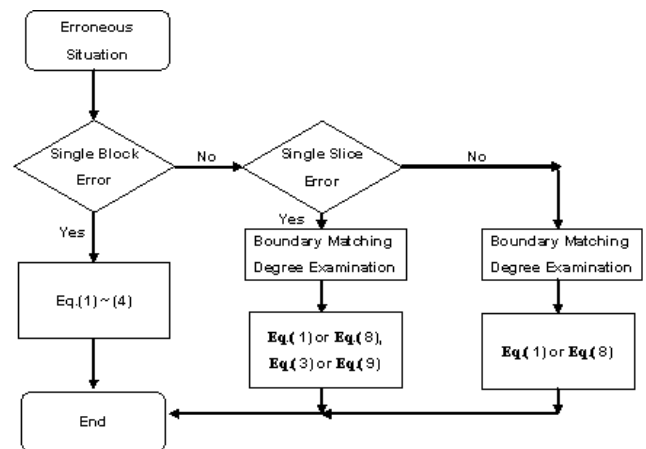 Erroneous
Situation
Single Block
Error
No
Single Slice
Error
No
Yes
Yes
Boundary Matching
Degree Examination
Boundary Matching
Degree Examination
Eq.(1)~(4)
Eq.(1) or Eq.(8),
Eq.(3) or Eq.(9)
Eq.(1) or Eq.(8)
End